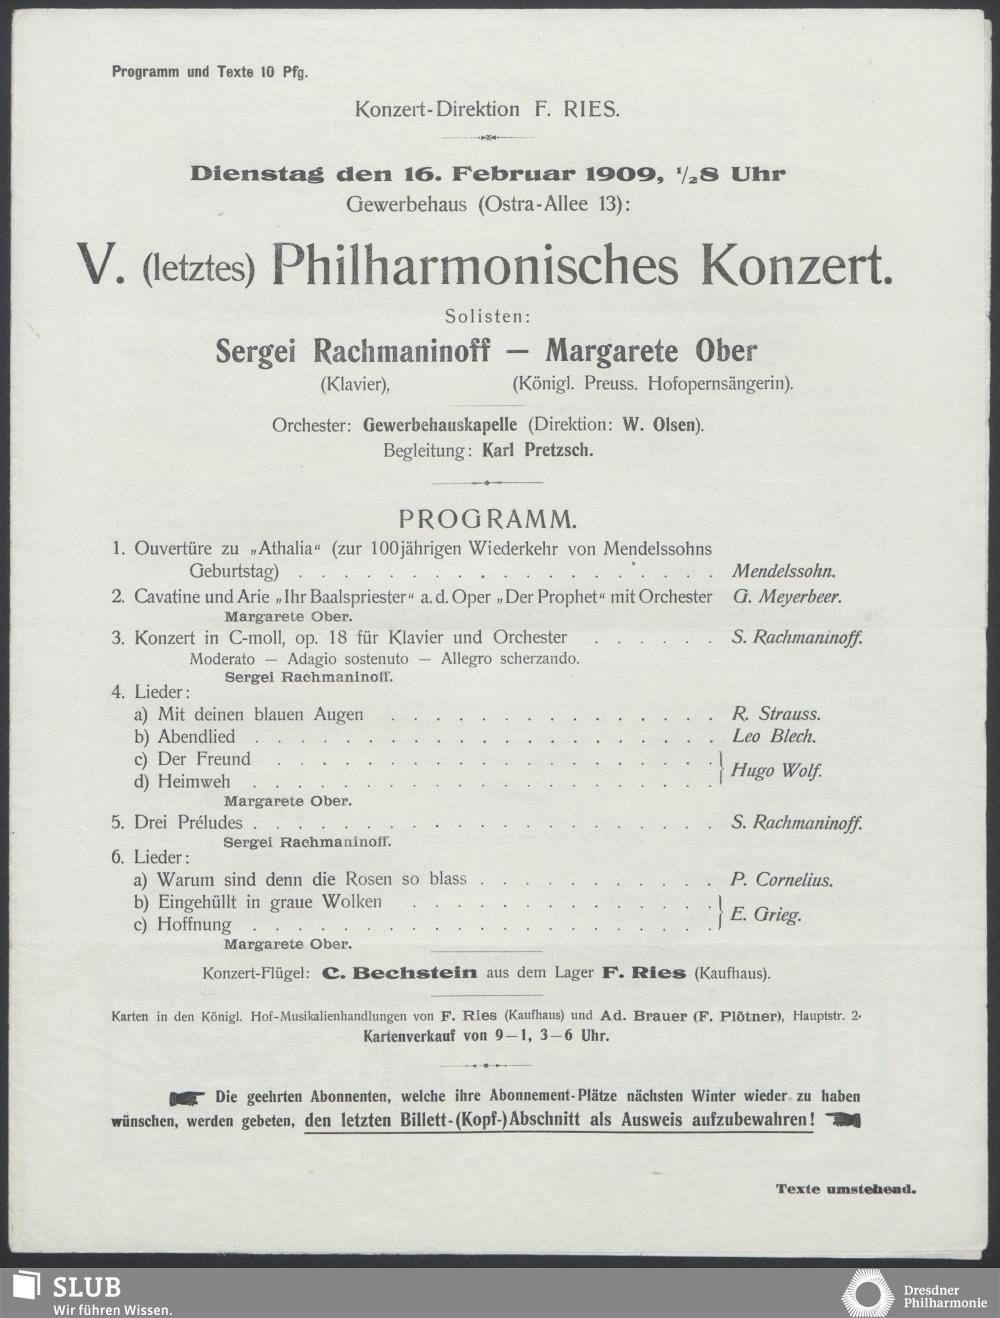 Programm und Texte 10 Pfg.
Konzert-Direktion F. RIES.
Dienstag den 16. Februar 1909, ½8 Uhr
Gewerbehaus (Ostra-Allee 13):
V. (letztes) Philharmonisches Konzert.
Solisten:
Sergei Rachmaninoff — Margarete Ober
(Klavier), (Königl. Preuss. Hofopernsängerin).
Orchester: Gewerbehauskapelle (Direktion: W. Olsen).
Begleitung: Karl Pretzsch.
PROGRAMM.
1. Ouvertüre zu „Athalia“ (zur 100jährigen Wiederkehr von Mendelssohns
Geburtstag) . . . . . . . . . . . . . . . . . . . Mendelssohn.
2. Cavatine und Arie „Ihr Baalspriester“ a. d. Oper „Der Prophet“ mit Orchester G. Meyerbeer.
Margarete Ober.
3. Konzert in C-moll, op. 18 für Klavier und Orchester . . . . . . S. Rachmaninoff.
Moderato — Adagio sostenuto — Allegro scherzando.
Sergei Rachmaninoff.
4. Lieder:
a) Mit deinen blauen Augen . . . . . . . . . . . . . . . R. Strauss.
b) Abendlied . . . . . . . . . . . . . . . . . . . . . Leo Blech.
c) Der Freund . . . . . . . . . . . . . . . . . . . .
d) Heimweh . . . . . . . . . . . . . . . . . . . . . } Hugo Wolf.
Margarete Ober.
5. Drei Préludes . . . . . . . . . . . . . . . . . . . . . S. Rachmaninoff.
Sergei Rachmaninoff.
6. Lieder:
a) Warum sind denn die Rosen so blass . . . . . . . . . . . P. Cornelius.
b) Eingehüllt in graue Wolken . . . . . . . . . . . . . .
c) Hoffnung . . . . . . . . . . . . . . . . . . . . . } E. Grieg.
Margarete Ober.
Konzert-Flügel: C. Bechstein aus dem Lager F. Ries (Kaufhaus).
Karten in den Königl. Hof-Musikalienhandlungen von F. Ries (Kaufhaus) und Ad. Brauer (F. Plötner), Hauptstr. 2.
Kartenverkauf von 9—1, 3—6 Uhr.
Die geehrten Abonnenten, welche ihre Abonnement-Plätze nächsten Winter wieder zu haben
wünschen, werden gebeten, den letzten Billett-(Kopf-)Abschnitt als Ausweis aufzubewahren!
Texte umstehend.
SLUB
Wir führen Wissen.
Dresdner
Philharmonie